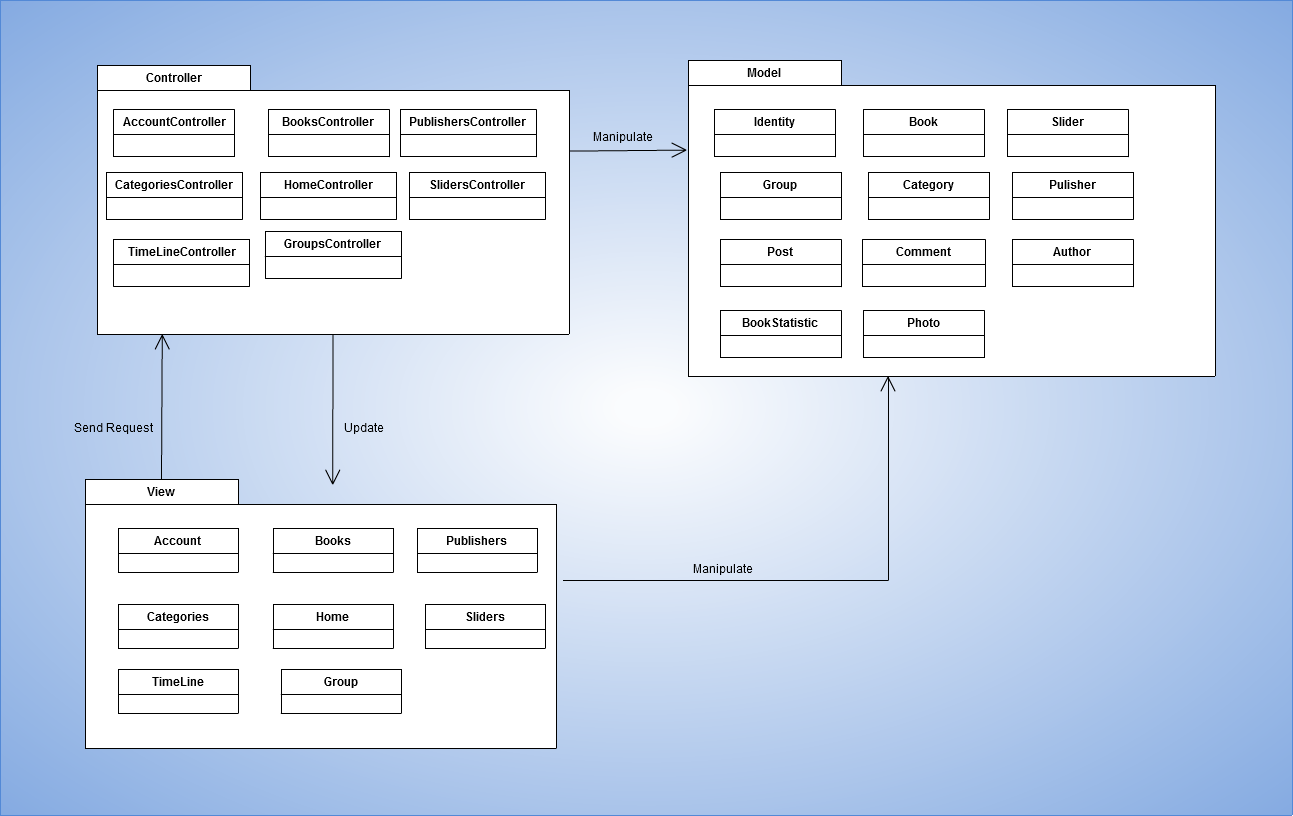 Controller
AccountController
BooksController
PublishersController
CategoriesController
HomeController
SlidersController
TimeLineController
GroupsController
Manipulate
Model
Identity
Book
Slider
Group
Category
Pulisher
Post
Comment
Author
BookStatistic
Photo
Send Request
Update
View
Account
Books
Publishers
Categories
Home
Sliders
TimeLine
Group
Manipulate